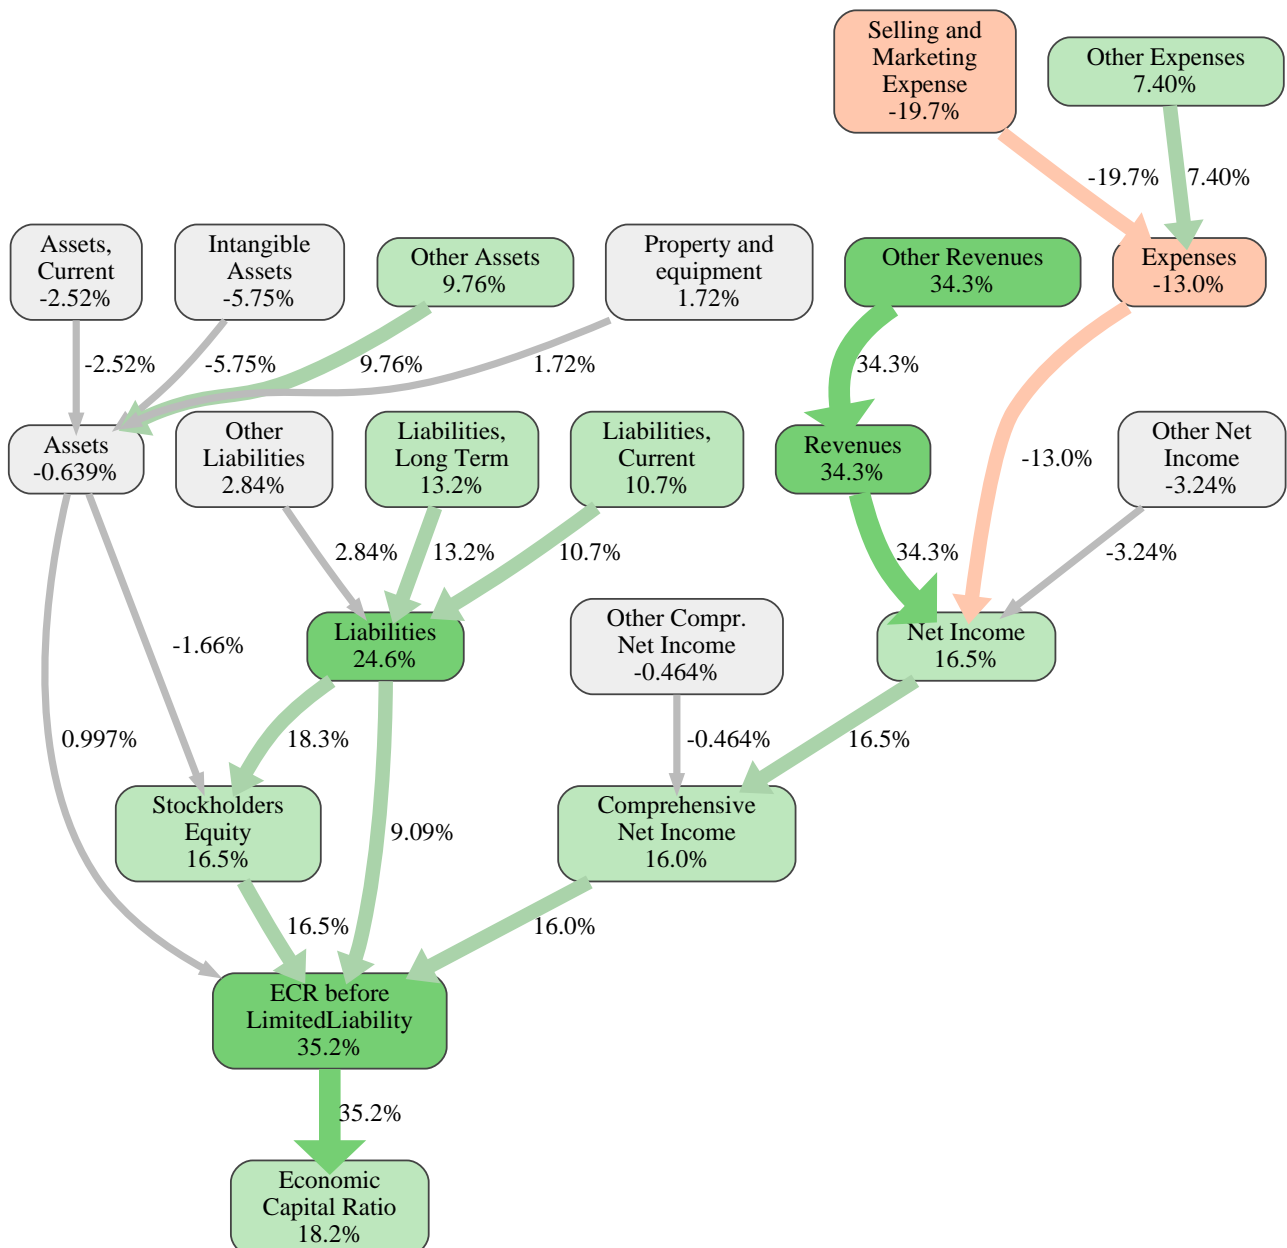 Selling and
Marketing
Expense
-19.7%
Other Expenses
7.40%
-19.7%
7.40%
Assets,
Current
-2.52%
Intangible
Assets
-5.75%
Other Assets
9.76%
Property and
equipment
1.72%
Other Revenues
34.3%
Expenses
-13.0%
-2.52%
-5.75%
9.76%
1.72%
34.3%
Assets
-0.639%
Other
Liabilities
2.84%
Liabilities,
Long Term
13.2%
Liabilities,
Current
10.7%
Revenues
34.3%
-13.0%
Other Net
Income
-3.24%
2.84%
13.2%
10.7%
34.3%
-3.24%
Liabilities
24.6%
Other Compr.
Net Income
-0.464%
Net Income
16.5%
-1.66%
0.997%
18.3%
-0.464%
16.5%
Stockholders
Equity
16.5%
9.09%
Comprehensive
Net Income
16.0%
16.5%
16.0%
ECR before
LimitedLiability
35.2%
35.2%
Economic
Capital Ratio
18.2%